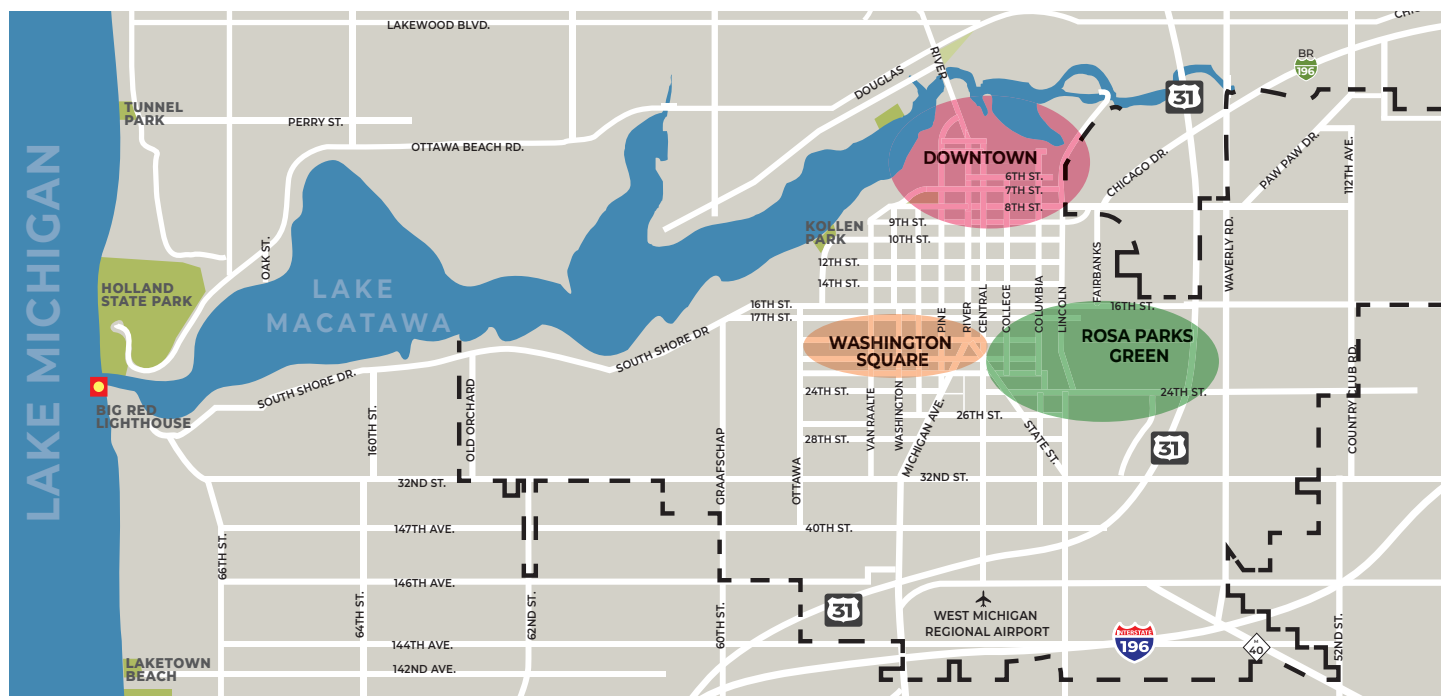 LAKEWOOD BLVD.
BR
196
RIVER
DOUGLAS
31
TUNNEL
PARK
PERRY ST.
OTTAWA BEACH RD.
CHICAGO DR.
PAW PAW DR.
112TH AVE.
DOWNTOWN
6TH ST.
7TH ST.
8TH ST.
LAKE MICHIGAN
OAK ST.
KOLLEN
PARK
9TH ST.
10TH ST.
12TH ST.
14TH ST.
16TH ST.
17TH ST.
FAIRBANKS
WAVERLY RD.
HOLLAND
STATE PARK
LAKE
MACATAWA
PINE
RIVER
CENTRAL
COLLEGE
COLUMBIA
LINCOLN
16TH ST.
SOUTH SHORE DR
WASHINGTON
SQUARE
ROSA PARKS
GREEN
SOUTH SHORE DR.
BIG RED
LIGHTHOUSE
160TH ST.
OLD ORCHARD
24TH ST.
VAN RAALTE
WASHINGTON
MICHIGAN AVE.
26TH ST.
STATE ST.
24TH ST.
COUNTRY CLUB RD.
28TH ST.
31
GRAAFSCHAP
OTTAWA
32ND ST.
32ND ST.
147TH AVE.
40TH ST.
66TH ST.
146TH AVE.
64TH ST.
62ND ST.
60TH ST.
31
WEST MICHIGAN
REGIONAL AIRPORT
INTERSTATE
196
M
40
52ND ST.
144TH AVE.
142ND AVE.
LAKETOWN
BEACH